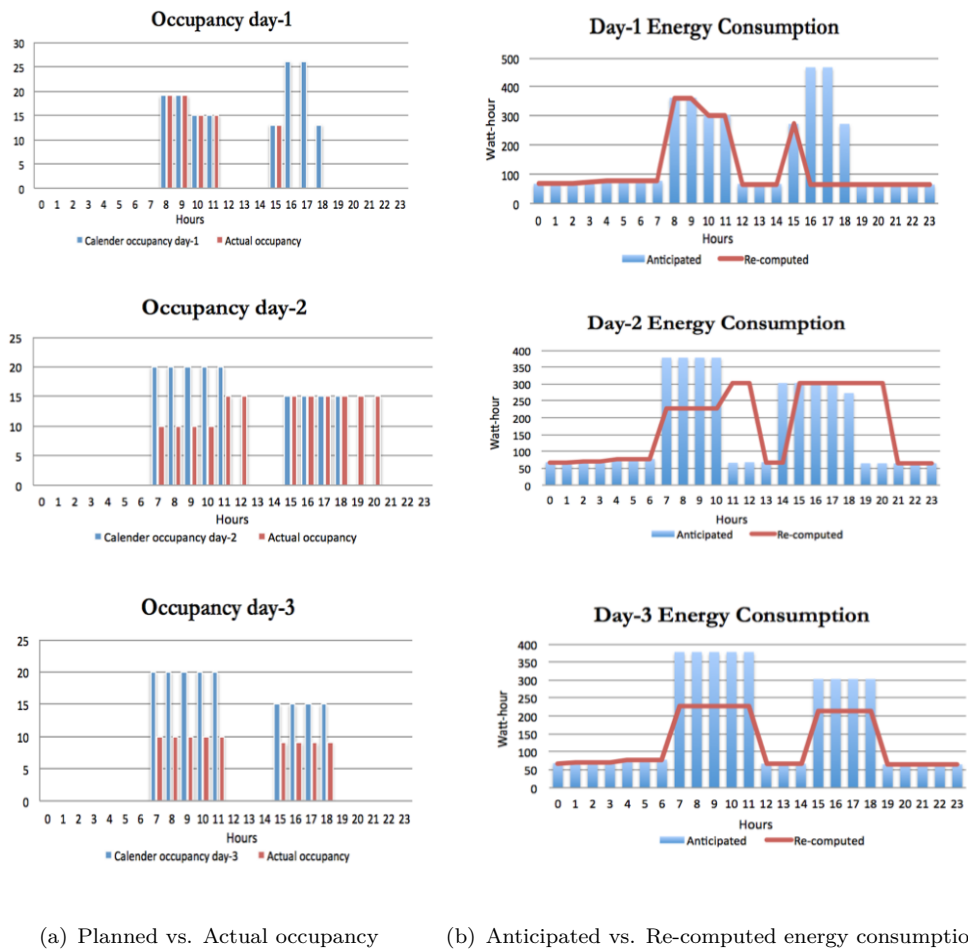 Occupancy day-1
30
25
20
15
10
5
0
0 1 2 3 4 5 6 7 8 9 10 11 12 13 14 15 16 17 18 19 20 21 22 23
Hours
Calender occupancy day-1 Actual occupancy
Day-1 Energy Consumption
500
400
300
200
100
0
Watt-hour
0 1 2 3 4 5 6 7 8 9 10 11 12 13 14 15 16 17 18 19 20 21 22 23
Hours
Anticipated Re-computed
Occupancy day-2
25
20
15
10
5
0
0 1 2 3 4 5 6 7 8 9 10 11 12 13 14 15 16 17 18 19 20 21 22 23
Hours
Calender occupancy day-2 Actual occupancy
Day-2 Energy Consumption
400
350
300
250
200
150
100
50
0
Watt-hour
0 1 2 3 4 5 6 7 8 9 10 11 12 13 14 15 16 17 18 19 20 21 22 23
Hours
Anticipated Re-computed
Occupancy day-3
25
20
15
10
5
0
0 1 2 3 4 5 6 7 8 9 10 11 12 13 14 15 16 17 18 19 20 21 22 23
Hours
Calender occupancy day-3 Actual occupancy
Day-3 Energy Consumption
400
350
300
250
200
150
100
50
0
Watt-hour
0 1 2 3 4 5 6 7 8 9 10 11 12 13 14 15 16 17 18 19 20 21 22 23
Hours
Anticipated Re-computed
(a) Planned vs. Actual occupancy
(b) Anticipated vs. Re-computed energy consumptio